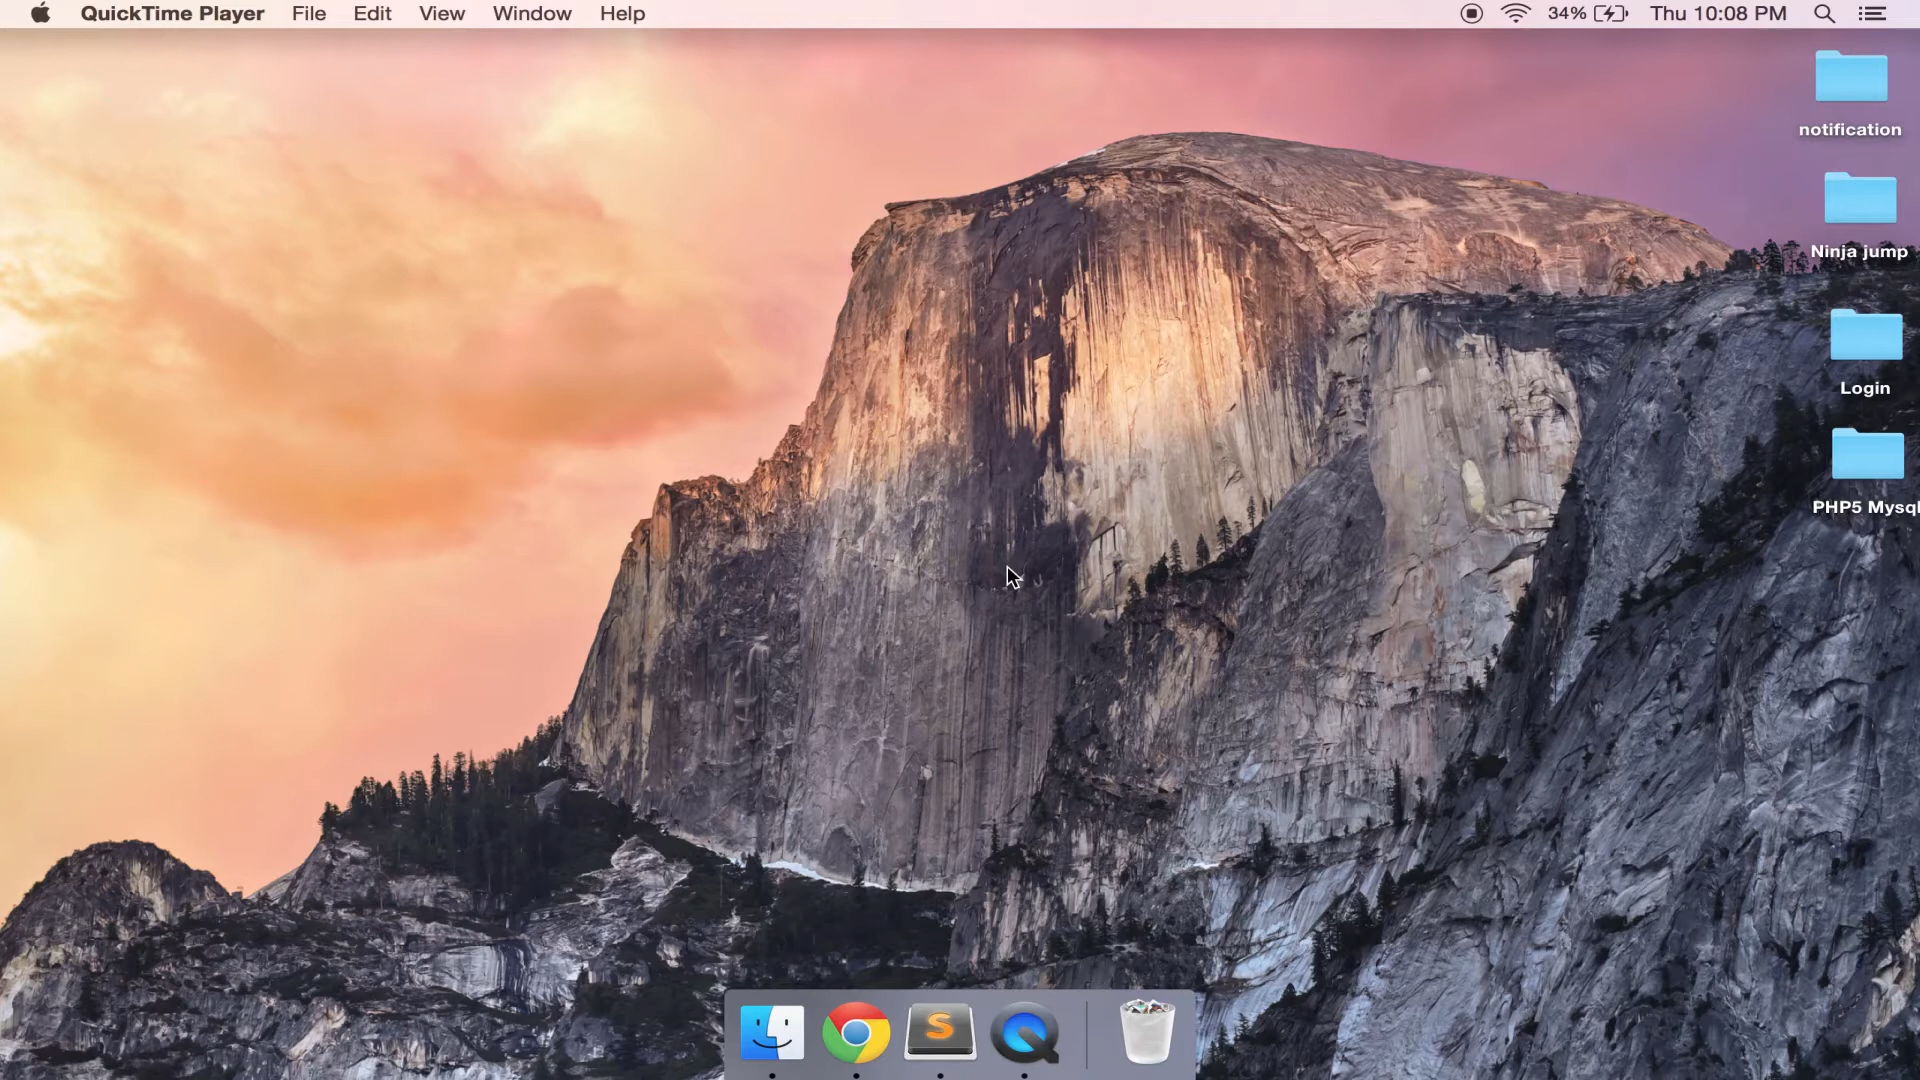 QuickTime Player File Edit View Window Help 34% Thu 10:08 PM
notification
Ninja jump
Login
PHP5 Mysql
S